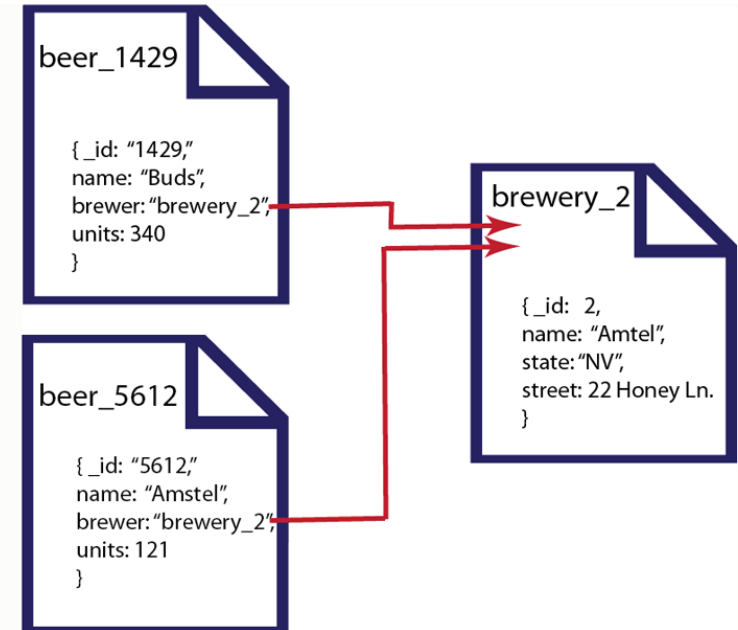 beer_1429
{ _id: “1429,”
name: “Buds”,
brewer: “brewery_2”,
units: 340
}
brewery_2
{ _id: 2,
name: “Amtel”,
state: “NV”,
street: 22 Honey Ln.
}
beer_5612
{ _id: “5612,”
name: “Amstel”,
brewer: “brewery_2”,
units: 121
}